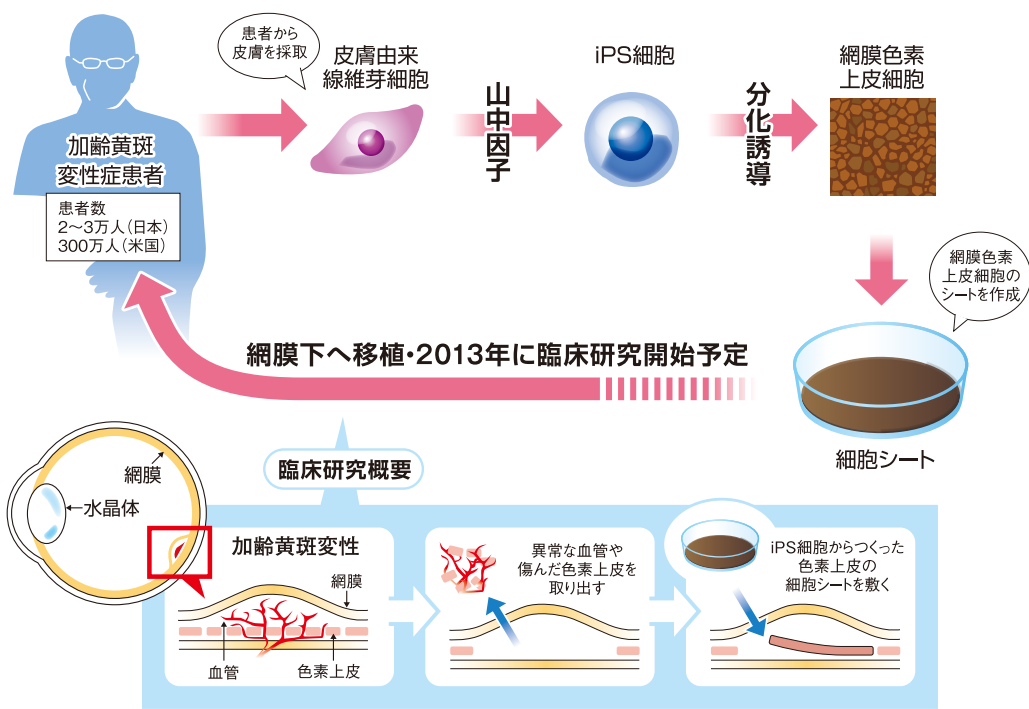 患者から
皮膚を採取
皮膚由来
線維芽細胞
山中因子
iPS細胞
分化誘導
網膜色素
上皮細胞
加齢黄斑
変性症患者
患者数
2〜3万人(日本)
300万人(米国)
網膜色素
上皮細胞の
シートを作成
細胞シート
網膜下へ移植・2013年に臨床研究開始予定
臨床研究概要
網膜
水晶体
加齢黄斑変性
網膜
血管
色素上皮
異常な血管や
傷んだ色素上皮を
取り出す
iPS細胞からつくった
色素上皮の
細胞シートを敷く